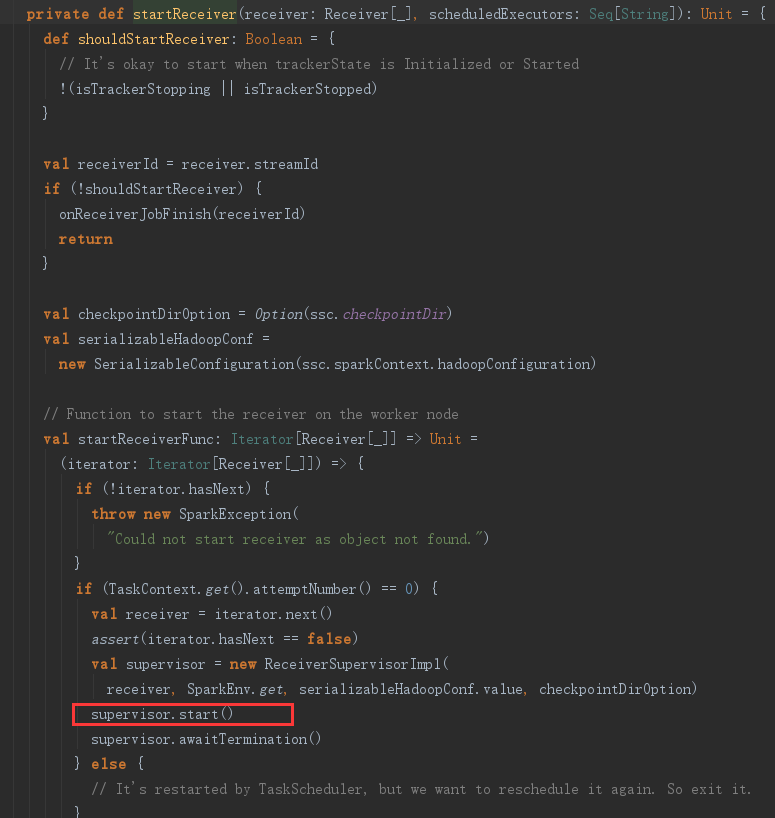 private def startReceiver(receiver: Receiver[_], scheduledExecutors: Seq[String]): Unit = {
def shouldStartReceiver: Boolean = {
// It's okay to start when trackerState is Initialized or Started
!(isTrackerStopping || isTrackerStopped)
}
val receiverId = receiver.streamId
if (!shouldStartReceiver) {
onReceiverJobFinish(receiverId)
return
}
val checkpointDirOption = Option(ssc.checkpointDir)
val serializableHadoopConf =
new SerializableConfiguration(ssc.sparkContext.hadoopConfiguration)
// Function to start the receiver on the worker node
val startReceiverFunc: Iterator[Receiver[_]] => Unit =
(iterator: Iterator[Receiver[_]]) => {
if (!iterator.hasNext) {
throw new SparkException(
"Could not start receiver as object not found.")
}
if (TaskContext.get().attemptNumber() == 0) {
val receiver = iterator.next()
assert(iterator.hasNext == false)
val supervisor = new ReceiverSupervisorImpl(
receiver, SparkEnv.get, serializableHadoopConf.value, checkpointDirOption)
supervisor.start()
supervisor.awaitTermination()
} else {
// It's restarted by TaskScheduler, but we want to reschedule it again. So exit it.
}